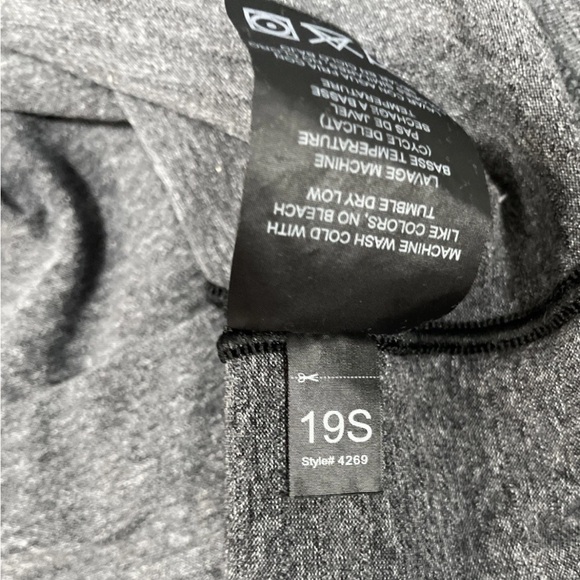 MACHINE WASH COLD WITH
LIKE COLORS, NO BLEACH
TUMBLE DRY LOW
LAVAGE MACHINE
BASSE TEMPERATURE
(CYCLE DELICAT)
PAS DE JAVEL
SECHAGE A BASSE
TEMPERATURE
19S
Style# 4269